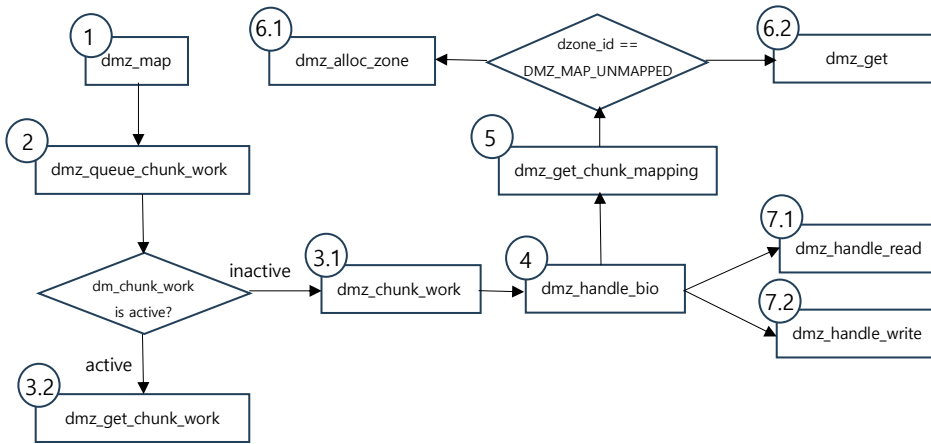 1
dmz_map
2
dmz_queue_chunk_work
dm_chunk_work
is active?
inactive
active
3.1
dmz_chunk_work
3.2
dmz_get_chunk_work
4
dmz_handle_bio
5
dmz_get_chunk_mapping
dzone_id ==
DMZ_MAP_UNMAPPED
6.1
dmz_alloc_zone
6.2
dmz_get
7.1
dmz_handle_read
7.2
dmz_handle_write